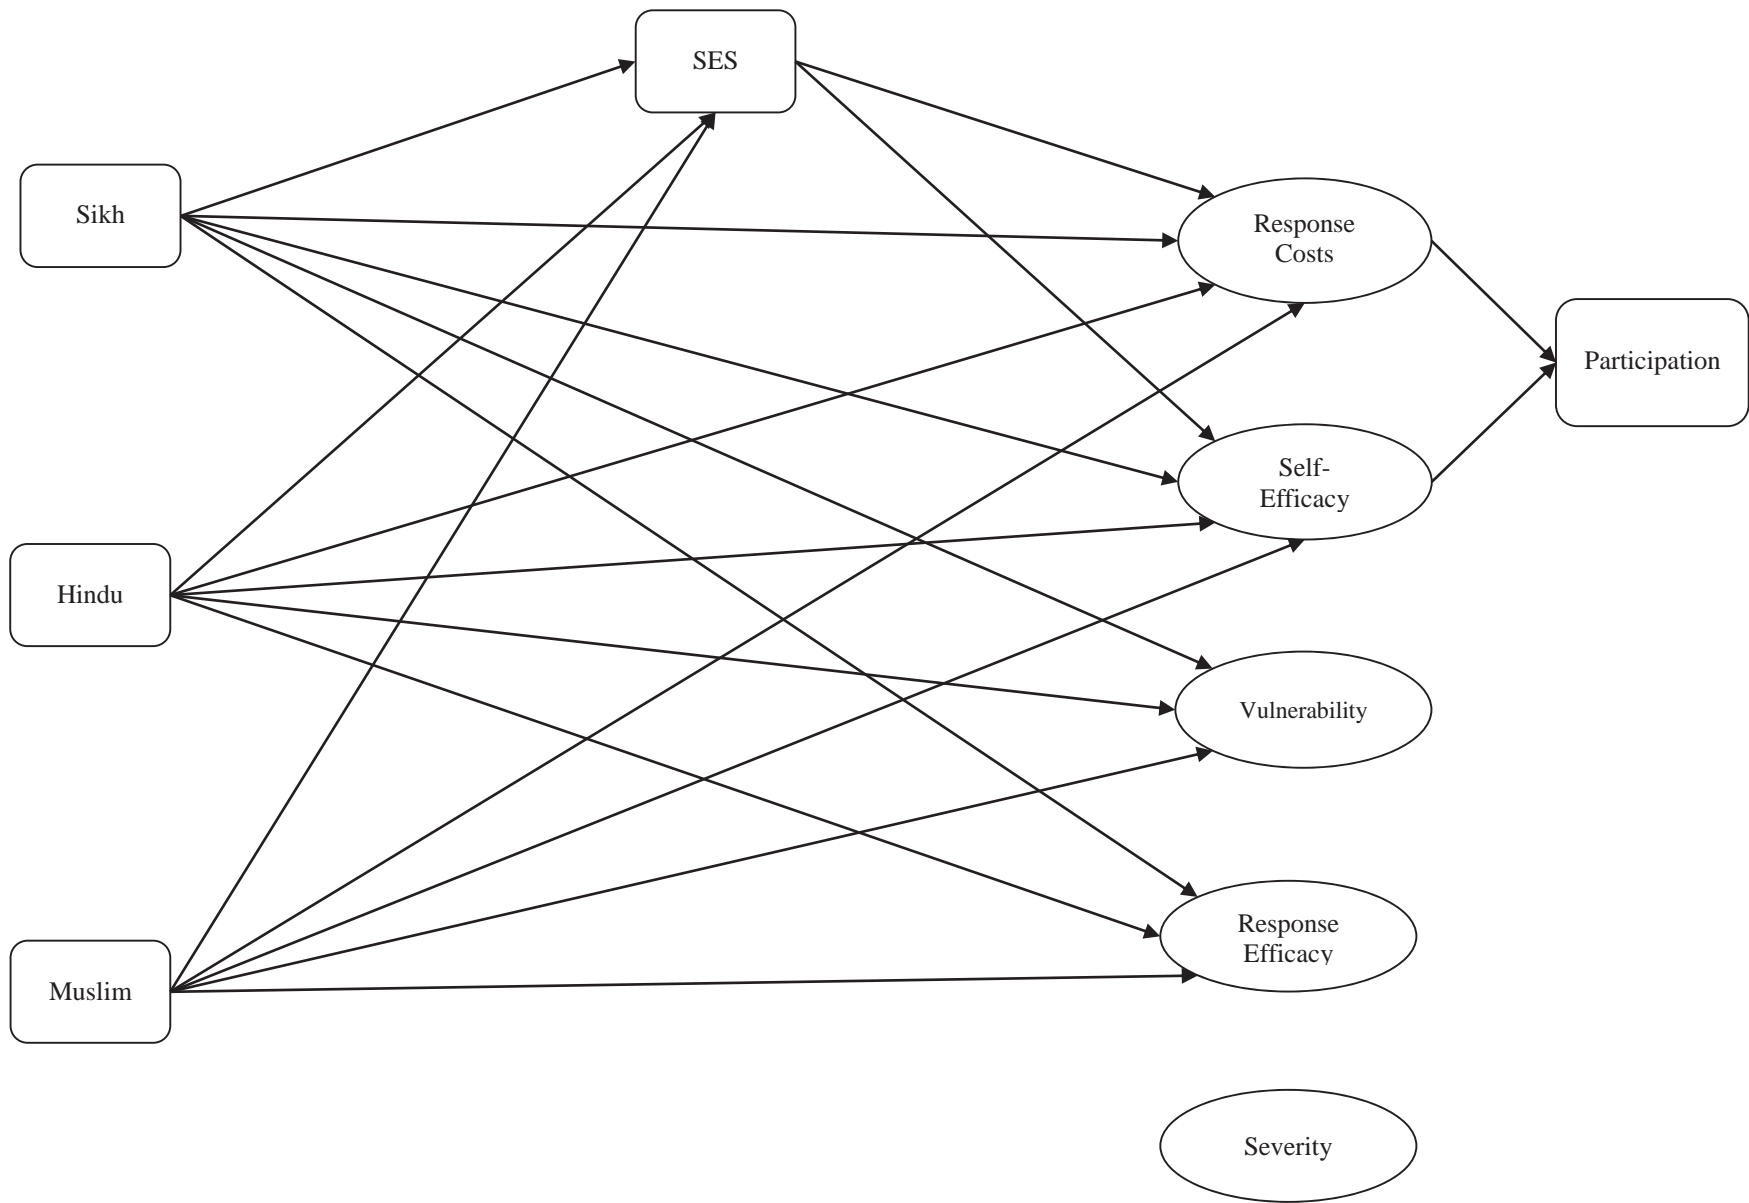 SES
Sikh
Response
Costs
Participation
Self-
Efficacy
Hindu
Vulnerability
Response
Efficacy
Muslim
Severity